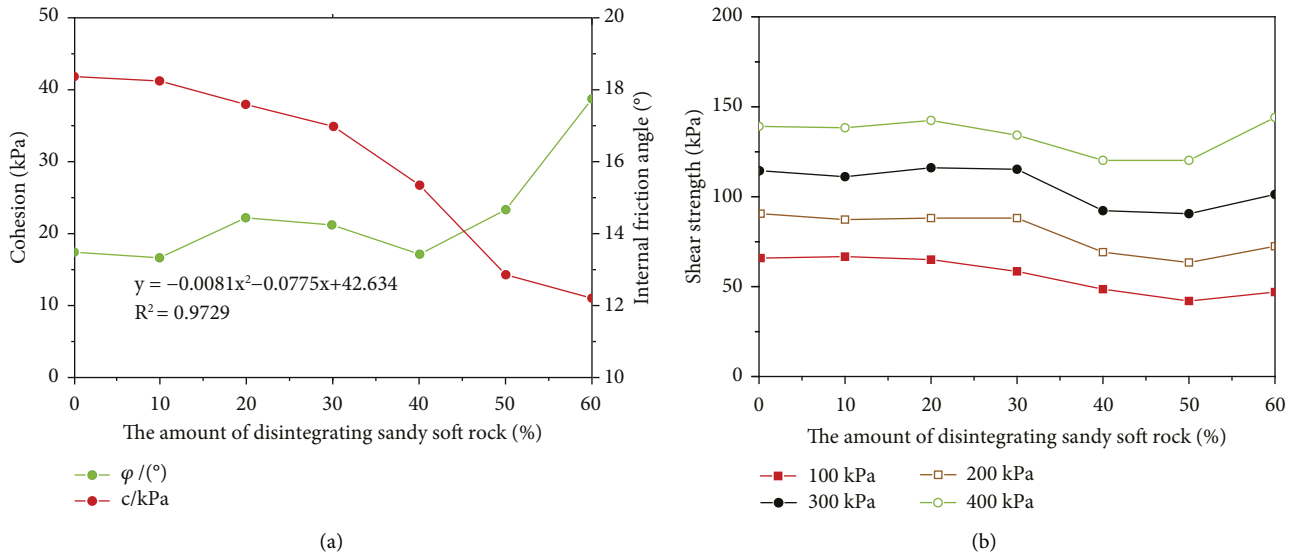 50
40
30
20
10
0
Cohesion (kPa)
20
18
16
14
12
10
Internal friction angle (°)
y = −0.0081x²−0.0775x+42.634
R² = 0.9729
0 10 20 30 40 50 60
The amount of disintegrating sandy soft rock (%)
φ /(°)
c/kPa
(a)
200
150
100
50
0
Shear strength (kPa)
0 10 20 30 40 50 60
The amount of disintegrating sandy soft rock (%)
100 kPa 200 kPa
300 kPa 400 kPa
(b)